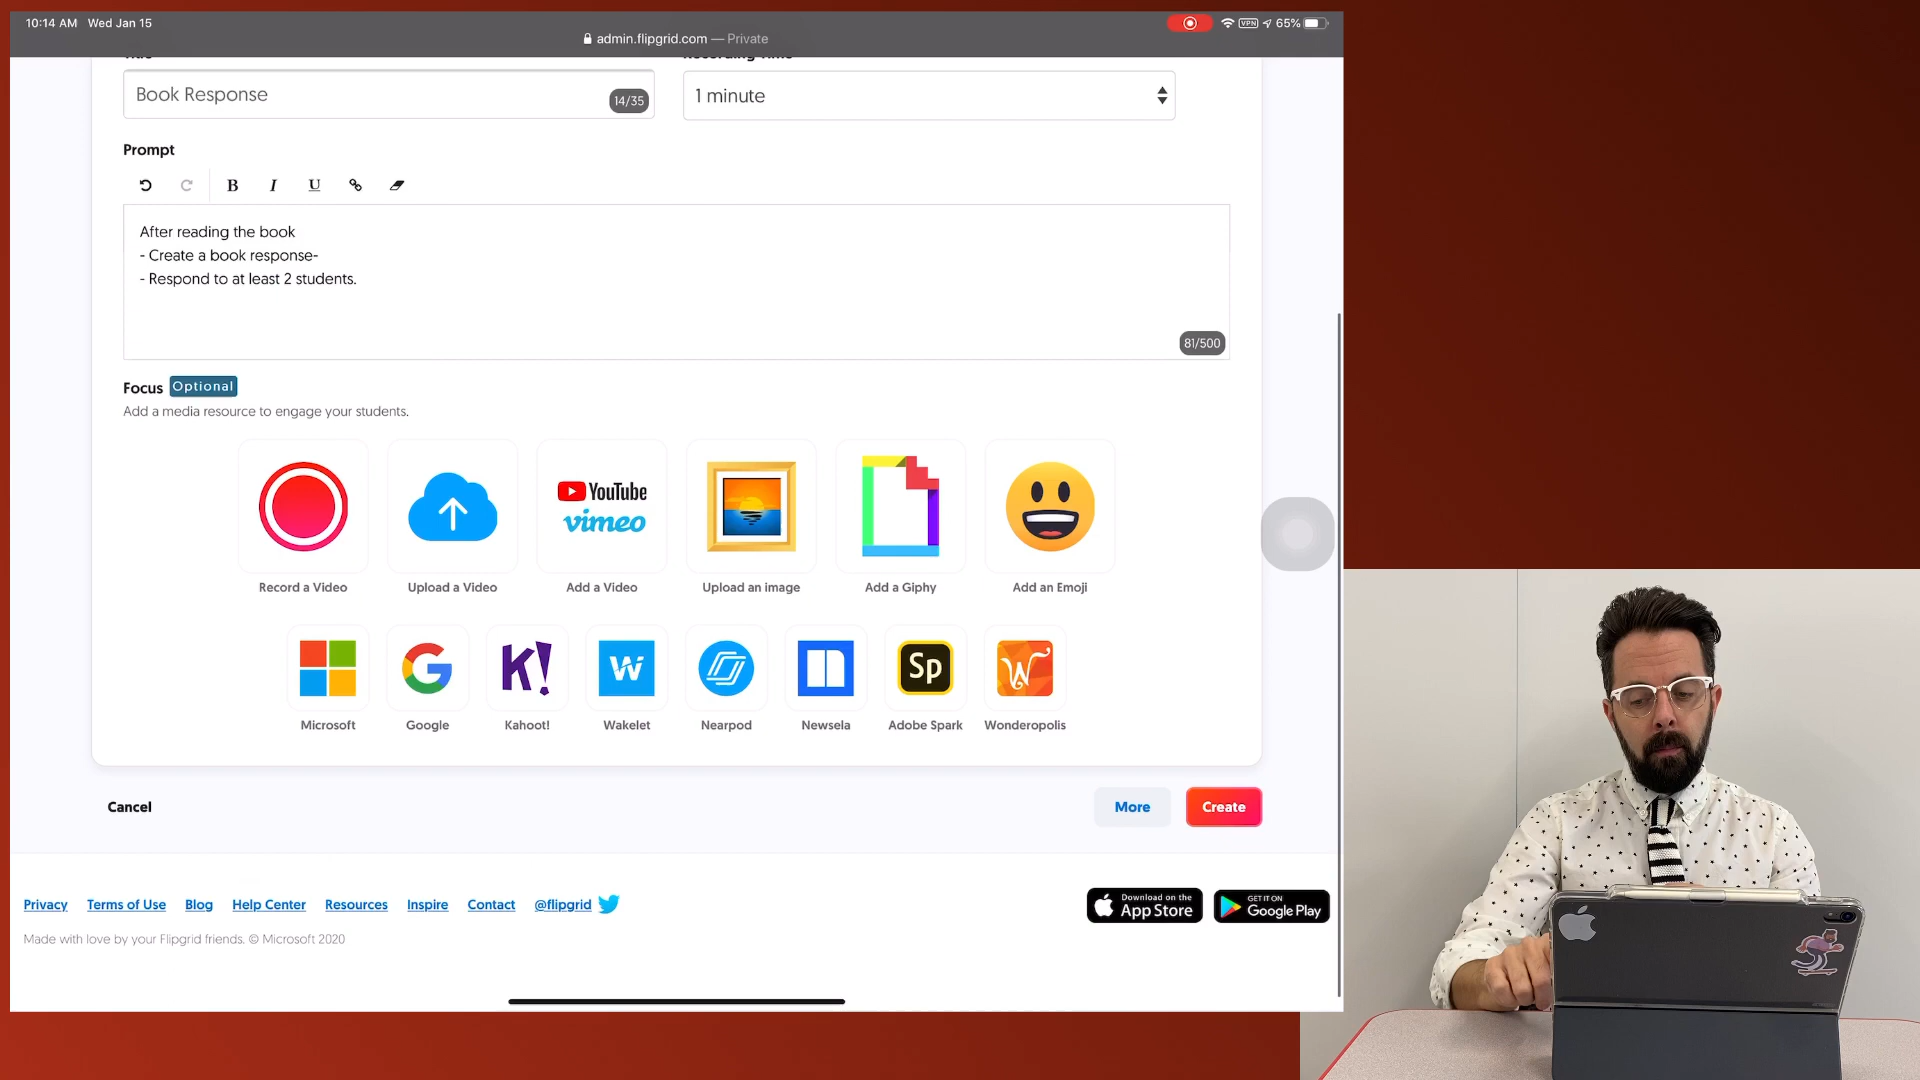 10:14 AM Wed Jan 15
VPN 65%
admin.flipgrid.com — Private
Book Response
14/35
1 minute
Prompt
B I U
After reading the book
- Create a book response-
- Respond to at least 2 students.
81/500
Focus Optional
Add a media resource to engage your students.
YouTube
vimeo
Record a Video
Upload a Video
Add a Video
Upload an image
Add a Giphy
Add an Emoji
K!
W
Sp
W
Microsoft
Google
Kahoot!
Wakelet
Nearpod
Newsela
Adobe Spark
Wonderopolis
Cancel
More
Create
Privacy
Terms of Use
Blog
Help Center
Resources
Inspire
Contact
@flipgrid
Download on the
App Store
GET IT ON
Google Play
Made with love by your Flipgrid friends. © Microsoft 2020